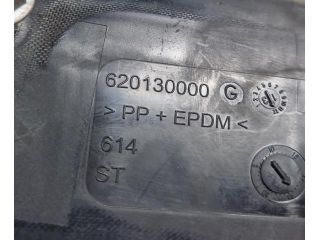 620130000 G
> PP + EPDM <
614
ST